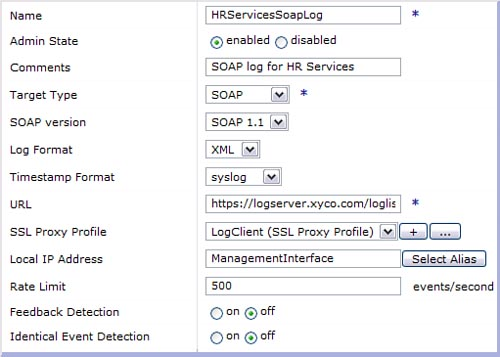 Name HRServicesSoapLog *
Admin State enabled disabled
Comments SOAP log for HR Services
Target Type SOAP *
SOAP version SOAP 1.1
Log Format XML
Timestamp Format syslog
URL https://logserver.xyco.com/loglis *
SSL Proxy Profile LogClient (SSL Proxy Profile) + ...
Local IP Address ManagementInterface Select Alias
Rate Limit 500 events/second
Feedback Detection on off
Identical Event Detection on off